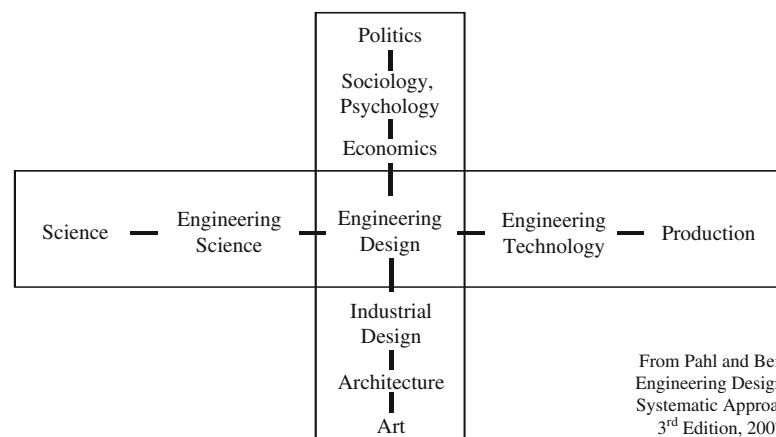 Politics
Sociology,
Psychology
Economics
Science
Engineering
Science
Engineering
Design
Engineering
Technology
Production
Industrial
Design
Architecture
Art
From Pahl and
Engineering Design
Systematic
3rd Edition,